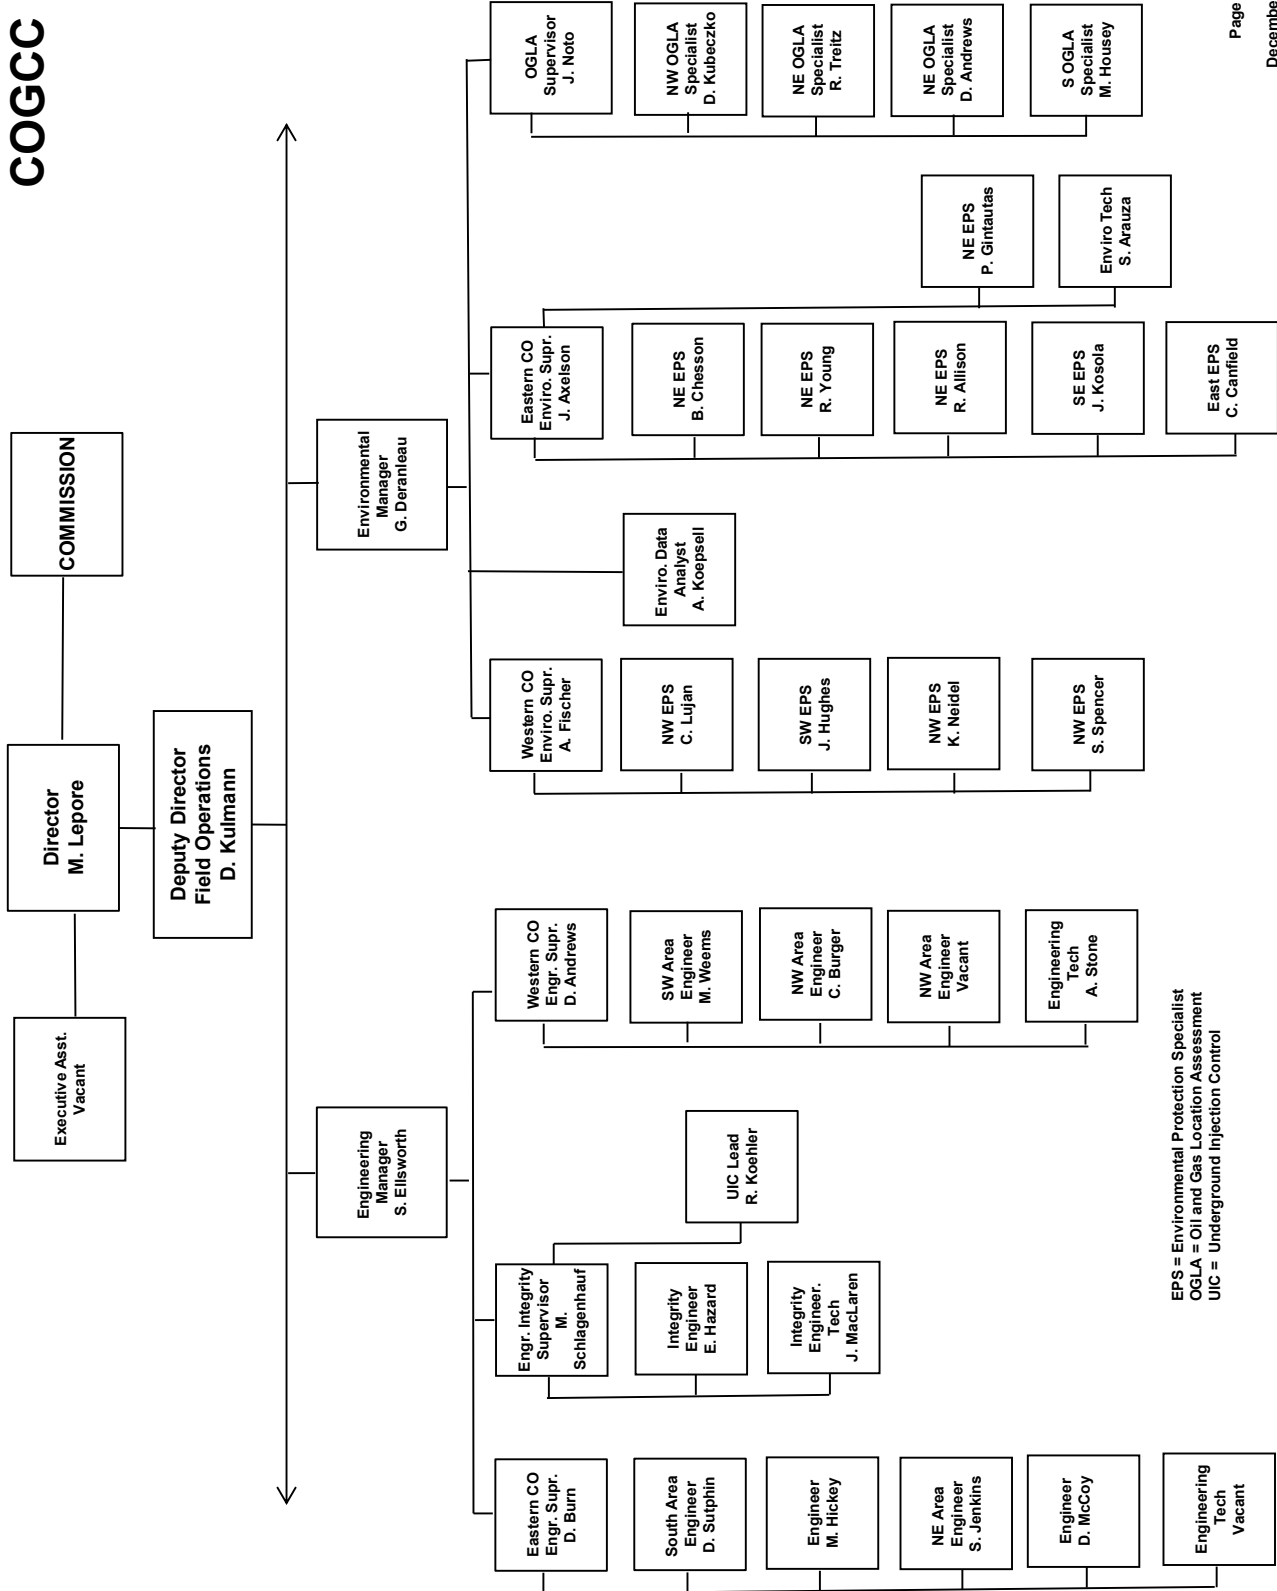 COGCC
COMMISSION
Director
M. Lepore
Executive Asst.
Vacant
Deputy Director
Field Operations
D. Kulmann
Engineering
Manager
S. Ellsworth
Environmental
Manager
G. Deranleau
Eastern CO
Engr. Supr.
D. Burn
South Area
Engineer
D. Sutphin
Engineer
M. Hickey
NE Area
Engineer
S. Jenkins
Engineer
D. McCoy
Engineering
Tech
Vacant
Engr. Integrity
Supervisor
M.
Schlagenhauf
Integrity
Engineer
E. Hazard
Integrity
Engineer.
Tech
J. MacLaren
UIC Lead
R. Koehler
Western CO
Engr. Supr.
D. Andrews
SW Area
Engineer
M. Weems
NW Area
Engineer
C. Burger
NW Area
Engineer
Vacant
Engineering
Tech
A. Stone
Western CO
Enviro. Supr.
A. Fischer
NW EPS
C. Lujan
SW EPS
J. Hughes
NW EPS
K. Neidel
NW EPS
S. Spencer
Enviro. Data
Analyst
A. Koepsell
Eastern CO
Enviro. Supr.
J. Axelson
NE EPS
B. Chesson
NE EPS
R. Young
NE EPS
R. Allison
SE EPS
J. Kosola
East EPS
C. Canfield
NE EPS
P. Gintautas
Enviro Tech
S. Arauza
OGLA
Supervisor
J. Noto
NW OGLA
Specialist
D. Kubeczko
NE OGLA
Specialist
R. Treitz
NE OGLA
Specialist
D. Andrews
S OGLA
Specialist
M. Housey
EPS = Environmental Protection Specialist
OGLA = Oil and Gas Location Assessment
UIC = Underground Injection Control
Page